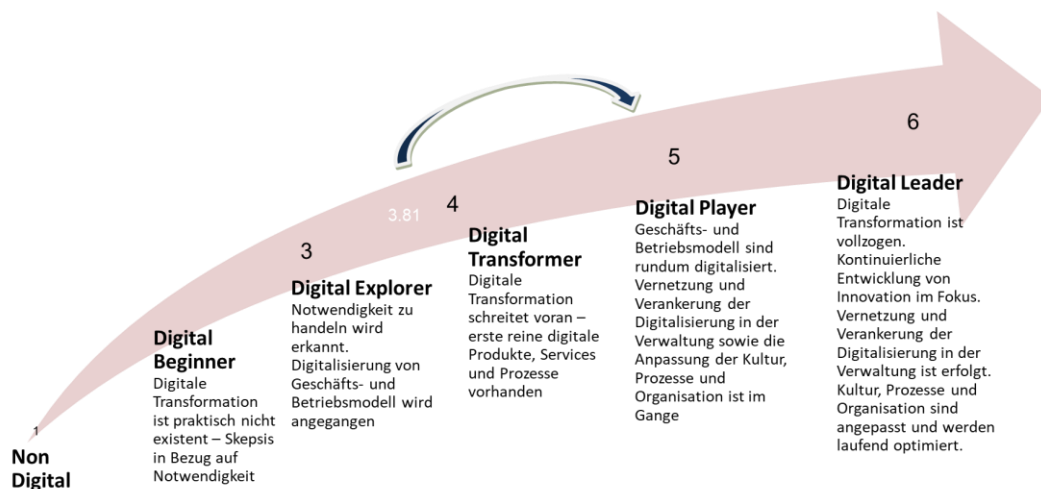 1
Non
Digital
Digital
Beginner
Digitale
Transformation
ist praktisch nicht
existent – Skepsis
in Bezug auf
Notwendigkeit
3
Digital Explorer
Notwendigkeit zu
handeln wird
erkannt.
Digitalisierung von
Geschäfts- und
Betriebsmodell wird
angegangen
3.81
4
Digital
Transformer
Digitale
Transformation
schreitet voran –
erste reine digitale
Produkte, Services
und Prozesse
vorhanden
5
Digital Player
Geschäfts- und
Betriebsmodell sind
rundum digitalisiert.
Vernetzung und
Verankerung der
Digitalisierung in der
Verwaltung sowie die
Anpassung der Kultur,
Prozesse und
Organisation ist im
Gange
6
Digital Leader
Digitale
Transformation ist
vollzogen.
Kontinuierliche
Entwicklung von
Innovation im Fokus.
Vernetzung und
Verankerung der
Digitalisierung in der
Verwaltung ist erfolgt.
Kultur, Prozesse und
Organisation sind
angepasst und werden
laufend optimiert.